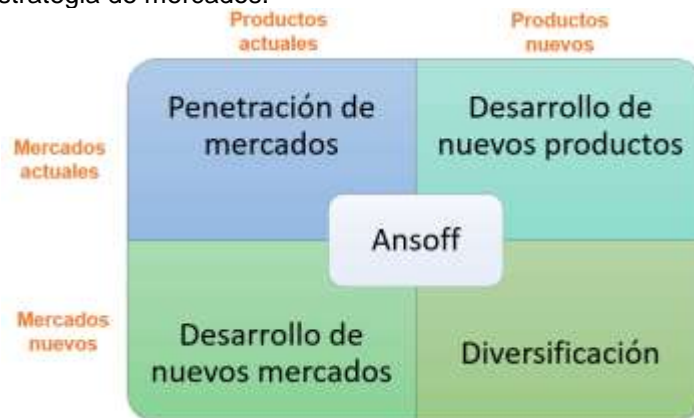 strategia de mercados.
Productos
actuales
Productos
nuevos
Mercados
actuales
Penetración de
mercados
Desarrollo de
nuevos productos
Ansoff
Mercados
nuevos
Desarrollo de
nuevos mercados
Diversificación